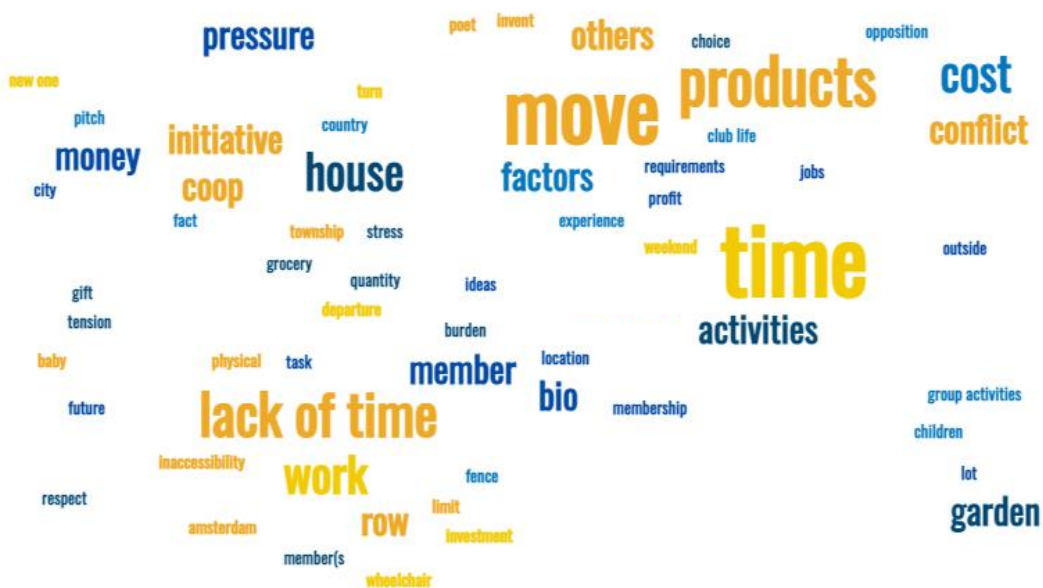 poet
invent
pressure
others
choice
opposition
new one
turn
products
cost
move
pitch
initiative
country
club life
conflict
money
house
factors
requirements
jobs
city
coop
profit
fact
experience
township
stress
weekend
time
outside
grocery
quantity
ideas
gift
departure
tension
burden
activities
baby
physical
task
member
location
bio
group activities
future
lack of time
membership
children
inaccessibility
work
fence
lot
respect
row
limit
garden
amsterdam
investment
member(s
wheelchair